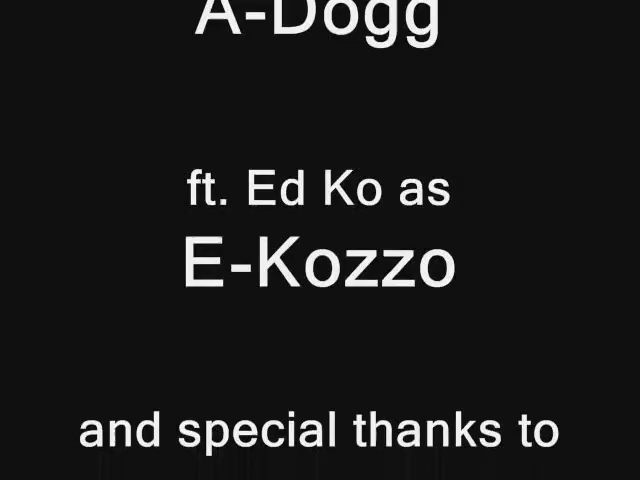 A-Dogg
ft. Ed Ko as
E-Kozzo
and special thanks to